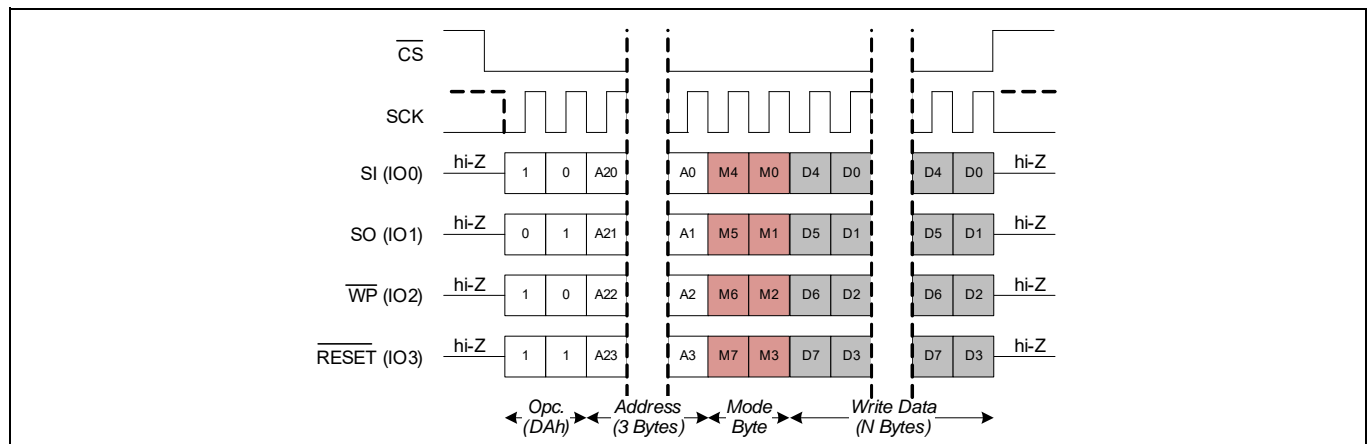 CS
SCK
SI (IO0) hi-Z 1 0 A20 A0 M4 M0 D4 D0 D4 D0 hi-Z
SO (IO1) hi-Z 0 1 A21 A1 M5 M1 D5 D1 D5 D1 hi-Z
WP (IO2) hi-Z 1 0 A22 A2 M6 M2 D6 D2 D6 D2 hi-Z
RESET (IO3) hi-Z 1 1 A23 A3 M7 M3 D7 D3 D7 D3 hi-Z
Opc. Address Mode Write Data
(DAh) (3 Bytes) Byte (N Bytes)